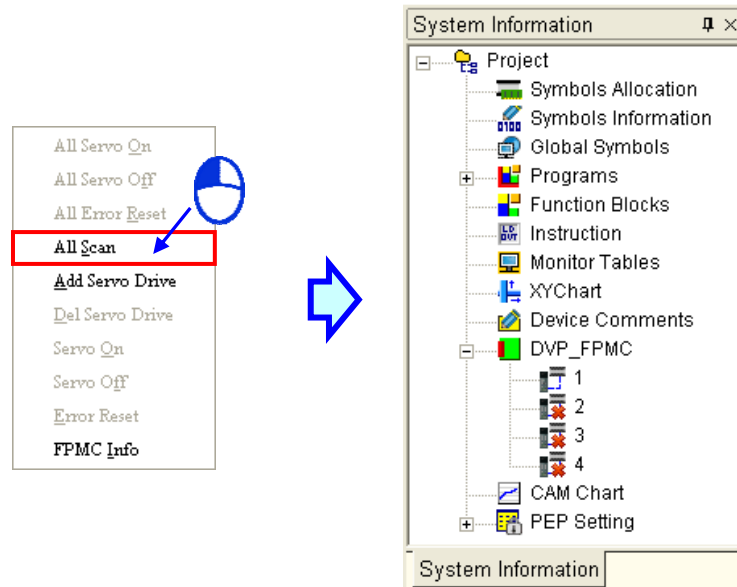 All Servo On
All Servo Off
All Error Reset
All Scan
Add Servo Drive
Del Servo Drive
Servo On
Servo Off
Error Reset
FPMC Info
System Information
Project
Symbols Allocation
Symbols Information
Global Symbols
Programs
Function Blocks
Instruction
Monitor Tables
XYChart
Device Comments
DVP_FPMC
1
2
3
4
CAM Chart
PEP Setting
System Information